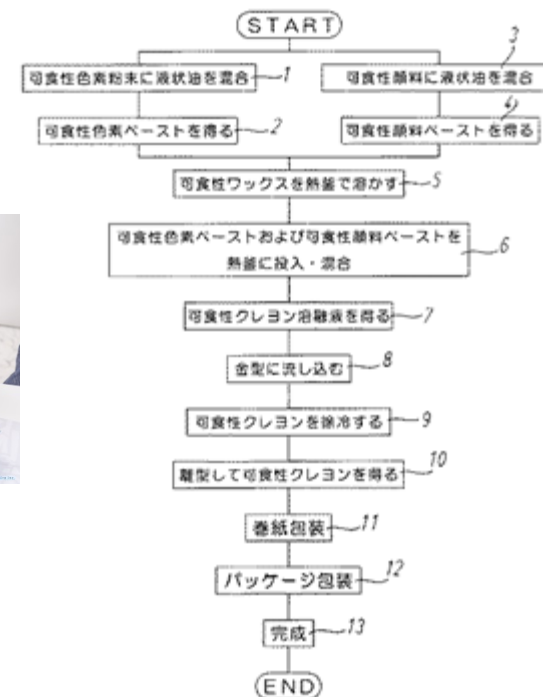 START
可食性色素粉末に液状油を混合 1
可食性顔料に液状油を混合 3
可食性色素ペーストを得る 2
可食性顔料ペーストを得る 4
可食性ワックスを熱釜で溶かす 5
可食性色素ペーストおよび可食性顔料ペーストを
熱釜に投入・混合 6
可食性クレヨン溶融液を得る 7
金型に流し込む 8
可食性クレヨンを徐冷する 9
離型して可食性クレヨンを得る 10
巻紙包装 11
パッケージ包装 12
完成 13
END